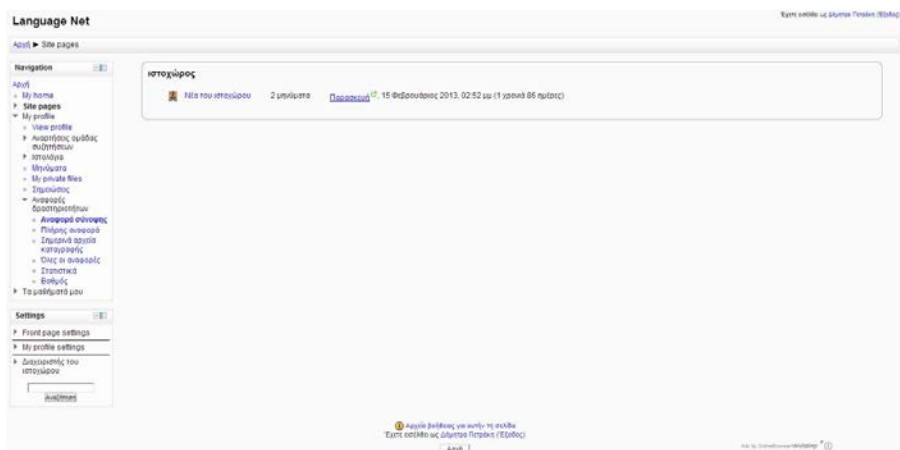 Έχετε εισέλθει ως Δήμητρα Πετράκη (Έξοδος)
Language Net
Αρχή ► Site pages
Navigation
Αρχή
My home
Site pages
My profile
View profile
Αναρτήσεις ομάδας
συζητήσεων
Ιστολόγια
Μηνύματα
My private files
Σημειώσεις
Αναφορές
δραστηριοτήτων
Αναφορά σύνοψης
Πλήρης αναφορά
Σημερινά αρχεία
καταγραφής
Όλες οι αναφορές
Στατιστικά
Βαθμός
Τα μαθήματά μου
Settings
Front page settings
My profile settings
Διαχειριστής του
ιστοχώρου
Αναζήτηση
ιστοχώρος
Νέα του ιστοχώρου 2 μηνύματα Παρασκευή, 15 Φεβρουάριος 2013, 02:52 μμ (1 χρονιά 86 ημέρες)
Αρχεία βοήθειας για αυτήν τη σελίδα
Έχετε εισέλθει ως Δήμητρα Πετράκη (Έξοδος)
Αρχή